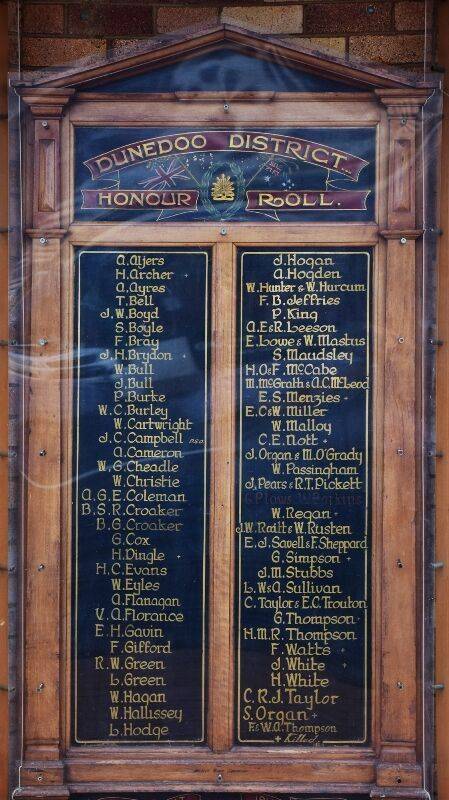 DUNEDOO DISTRICT
HONOUR ROLL.
A. Aljers
H. Archer +
A. Ayres
T. Bell
J. W. Boyd
S. Boyle
F. Bray
J. H. Brydon +
W. Bull
J. Bull
P. Burke
W. C. Burley
W. Cartwright
J. C. Campbell D.S.O.
A. Cameron
W. G. Cheadle
W. Christie
A. G. E. Coleman
B. S. R. Croaker
B. G. Croaker
G. Cox
H. Dingle +
H. C. Evans
W. Eyles
A. Flanagan
V. A. Florance
E. H. Gavin
F. Gifford
R. W. Green
L. Green
W. Hagan
W. Hallissey
L. Hodge
J. Hogan
A. Hogden
W. Hunter & W. Hurcum
F. B. Jeffries
P. King
A. E & R. Leeson
E. Lowe & W. Mastus
S. Maudsley
H. O & F. McCabe
M. McGrath & A. C. McLeod
E. S. Menzies +
E. C & W. Miller
W. Malloy
C. E. Nott +
J. Organ & M. O'Grady
W. Passingham
J. Pears & R. T. Pickett
G Plows
W. Regan +
& W. Rusten
E. J. Savell & F. Sheppard
G. Simpson +
J. M. Stubbs
L. W & A. Sullivan
C. Taylor & E. C. Trouton
G. Thompson +
H. M. R. Thompson
F. Watts +
J. White +
H. White
C. R. J. Taylor
S. Organ +
F & W. A. Thompson
+ Killed